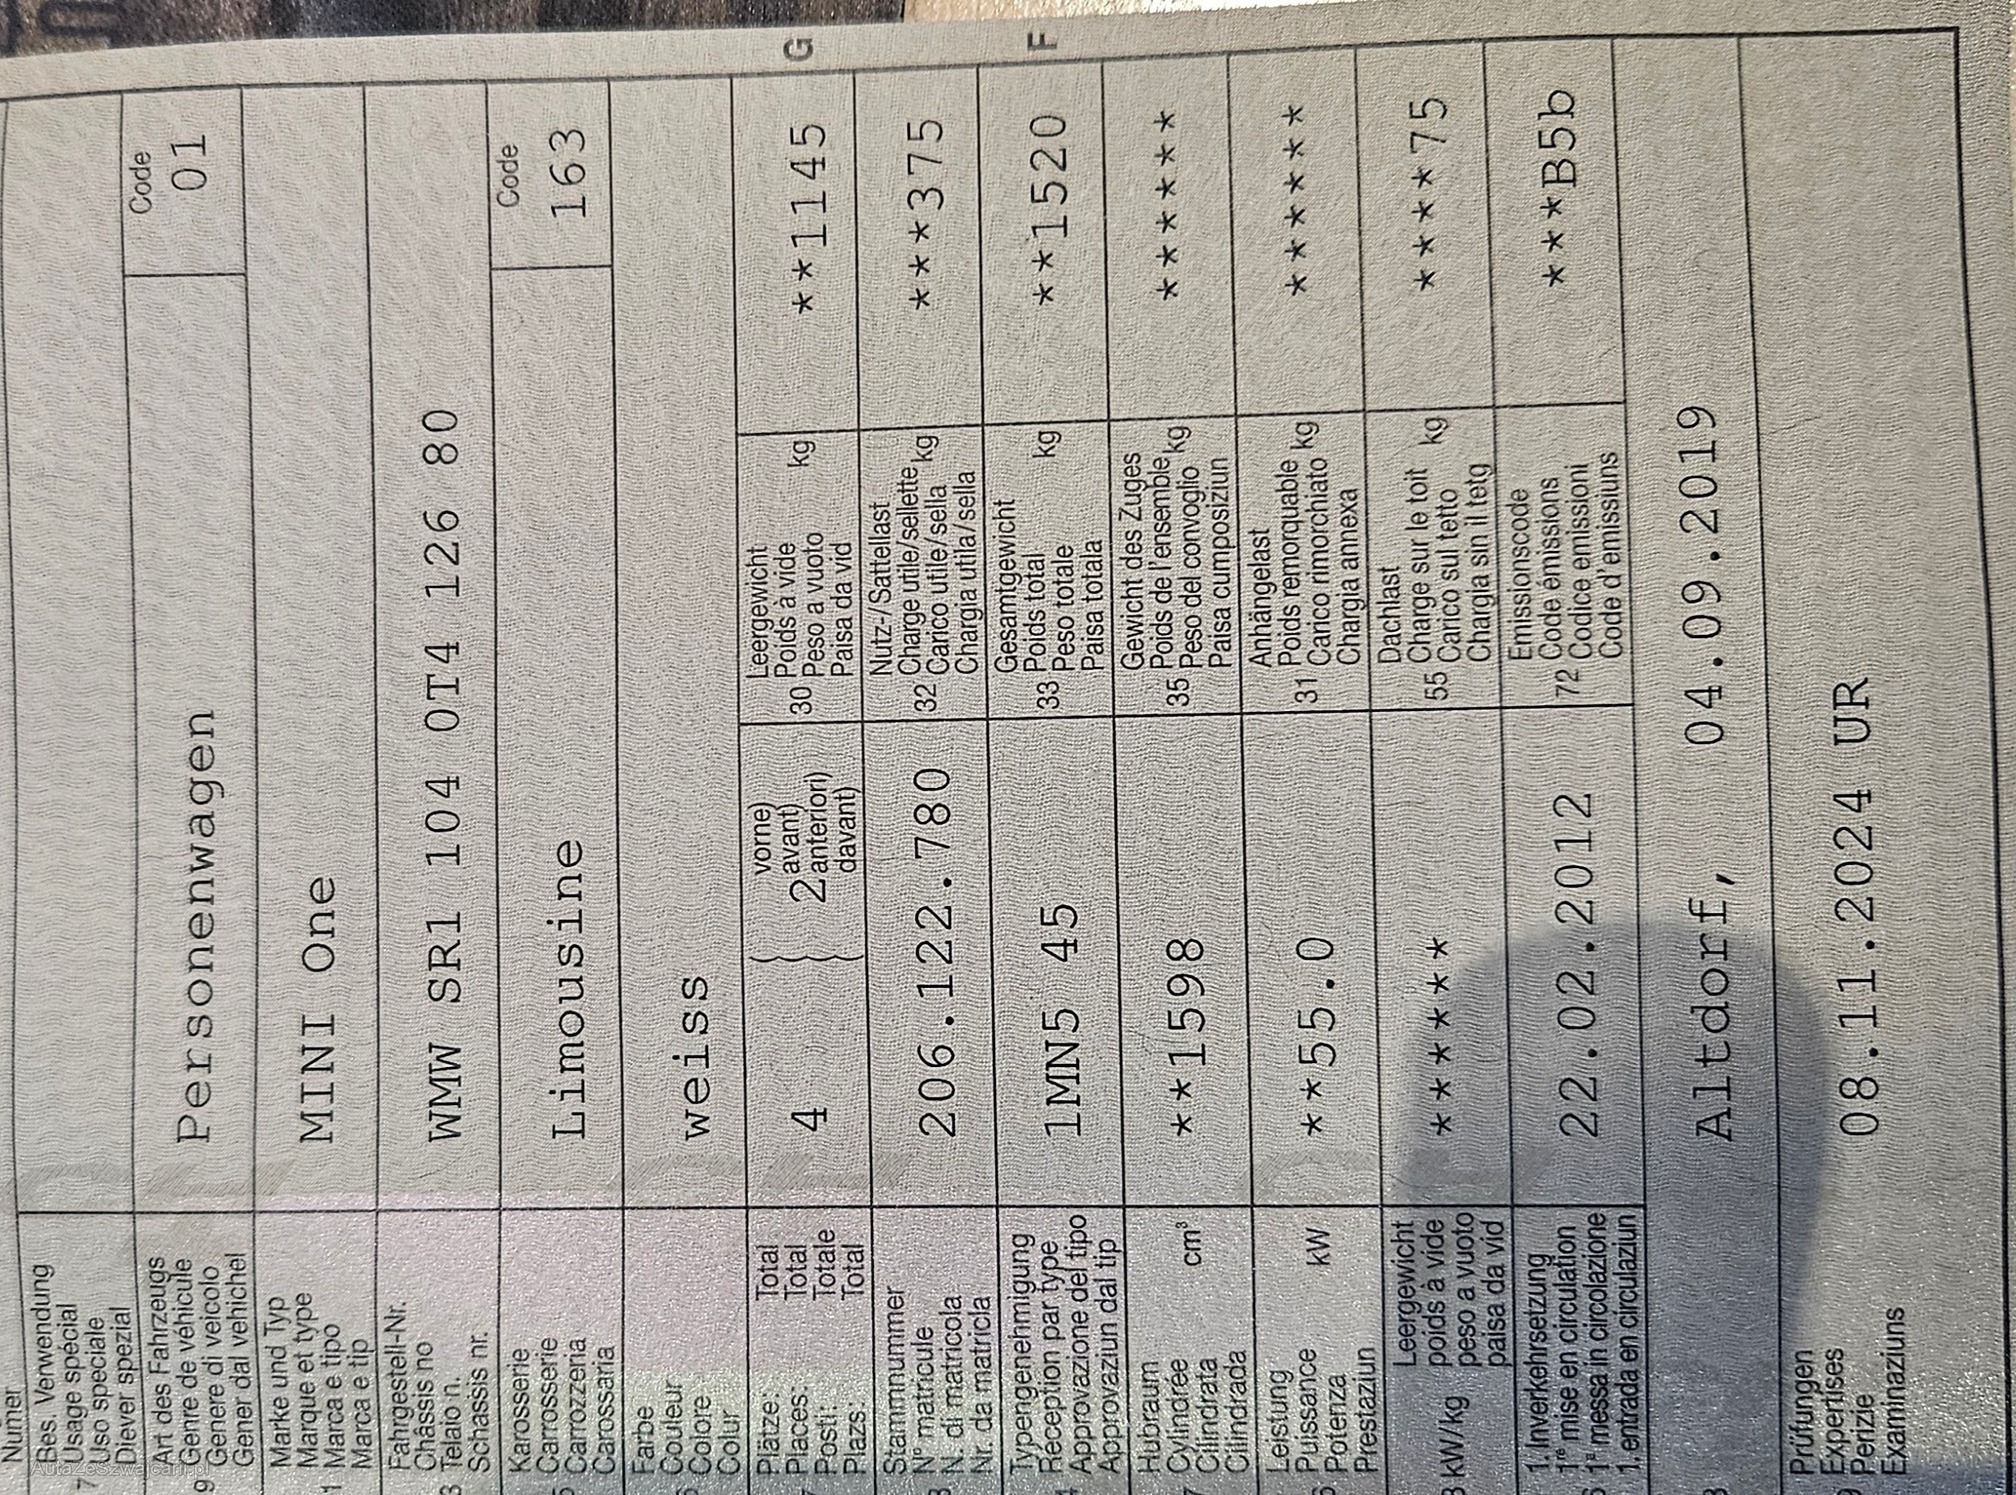 Numer
Bes. Verwendung
7 Usage spécial
Uso speciale
Diever spezial
Art des Fahrzeugs
Genre de véhicule
Genere di veicolo
Gener dal vehichel
Personenwagen
Code
01
Marke und Typ
Marque et type
Marca e tipo
Marca e tip
MINI One
Fahrgestell-Nr.
Châssis no
Telaio n.
Schassis nr.
WMW SR1 104 0T4 126 80
Karosserie
Carrosserie
Carrozzeria
Carossaria
Limousine
Code
163
Farbe
Couleur
Colore
Colur
weiss
Plätze: Total
Places: Total
Posti: Totale
Plazs: Total
4
2
vorne)
avant)
anteriori)
davant)
30
Leergewicht
Poids à vide
Peso a vuoto
Paisa da vid
kg
**1145
G
Stammnummer
N° matricule
N. di matricola
Nr. da matricla
206.122.780
32
Nutz-/Sattellast
Charge utile/sellette
Carico utile/sella
Chargia utila/sella
kg
***375
Typengenehmigung
Réception par type
Approvazione del tipo
Approvaziun dal tip
1MN5 45
33
Gesamtgewicht
Poids total
Peso totale
Paisa totala
kg
**1520
F
Hubraum
Cylindrée
Cilindrata
Cilindrada
cm³
**1598
35
Gewicht des Zuges
Poids de l'ensemble
Peso del convoglio
Paisa cumposiziun
kg
******
Leistung
Puissance
Potenza
Prestaziun
kW
**55.0
31
Anhängelast
Poids remorquable
Carico rimorchiato
Chargia annexa
kg
******
kW/kg
Leergewicht
poids à vide
peso a vuoto
paisa da vid
******
55
Dachlast
Charge sur le toit
Carico sul tetto
Chargia sin il tetg
kg
****75
1. Inverkehrsetzung
1re mise en circulation
1a messa in circolazione
1. entrada en circulaziun
22.02.2012
72
Emissionscode
Code émissions
Codice emissioni
Code d'emissiuns
***B5b
Altdorf, 04.09.2019
Prüfungen
Expertises
Perizie
Examinaziuns
08.11.2024 UR
AutaZeSzwajcarii.pl